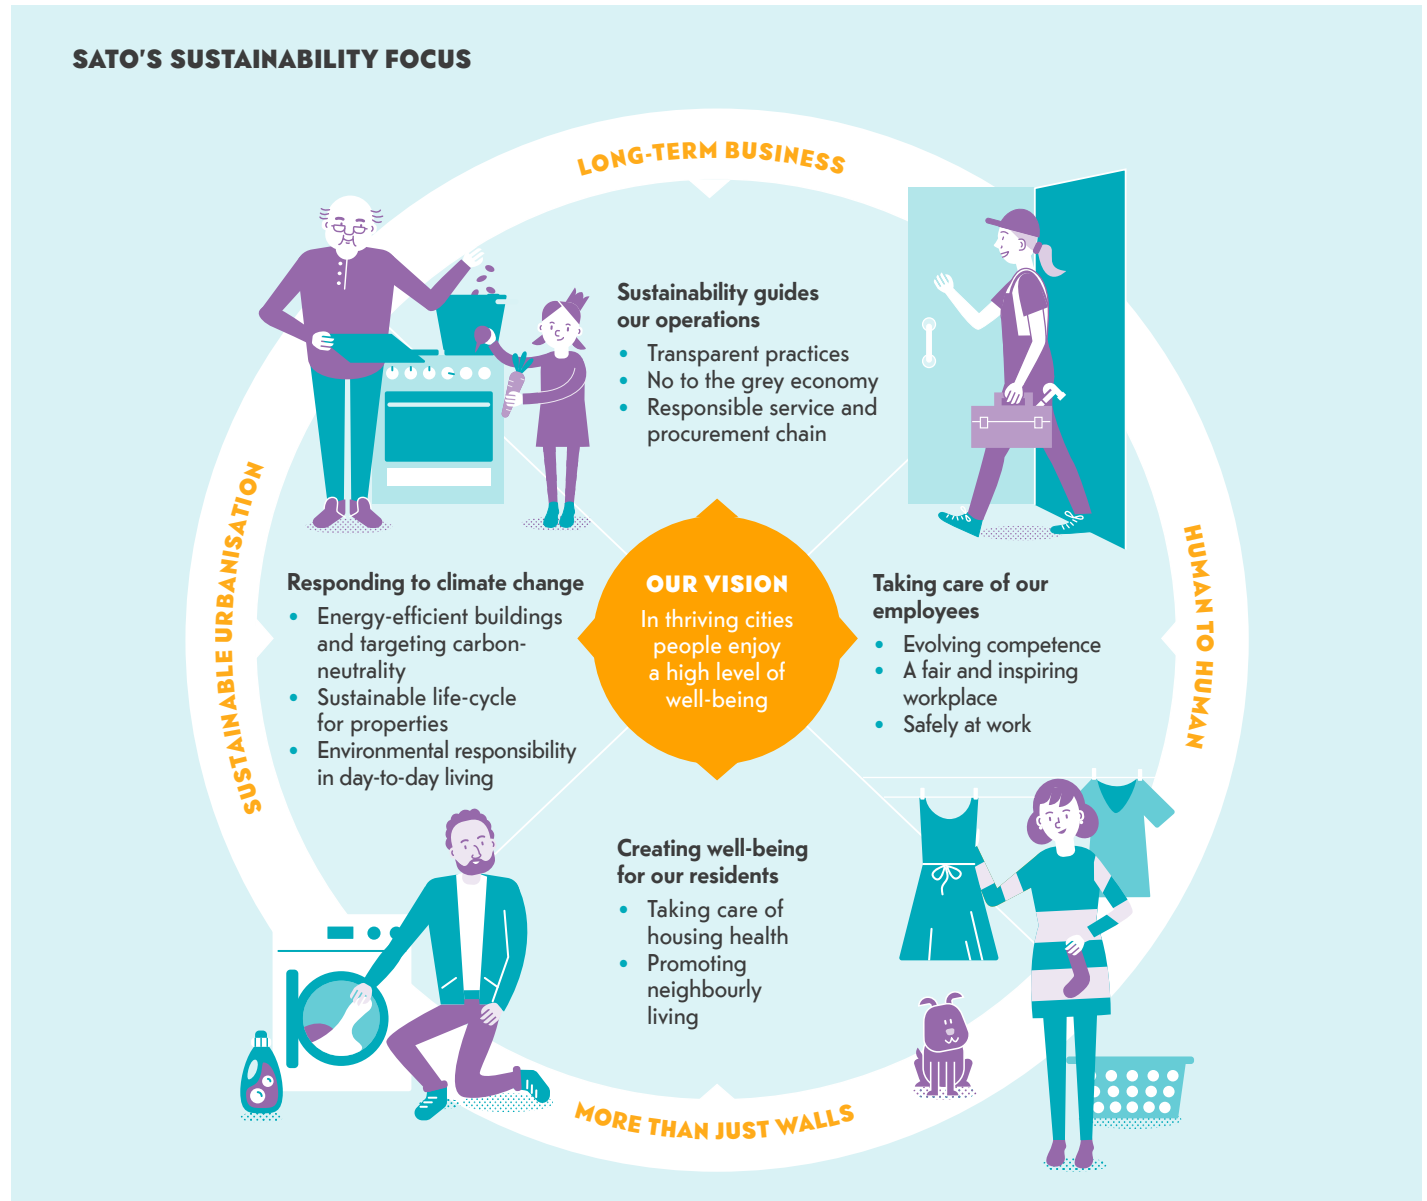 SATO'S SUSTAINABILITY FOCUS
LONG-TERM BUSINESS
Sustainability guides
our operations
• Transparent practices
• No to the grey economy
• Responsible service and
procurement chain
SUSTAINABLE URBANISATION
Responding to climate change
• Energy-efficient buildings
and targeting carbon-
neutrality
• Sustainable life-cycle
for properties
• Environmental responsibility
in day-to-day living
OUR VISION
In thriving cities
people enjoy
a high level of
well-being
Taking care of our
employees
• Evolving competence
• A fair and inspiring
workplace
• Safely at work
HUMAN TO HUMAN
Creating well-being
for our residents
• Taking care of
housing health
• Promoting
neighbourly
living
MORE THAN JUST WALLS